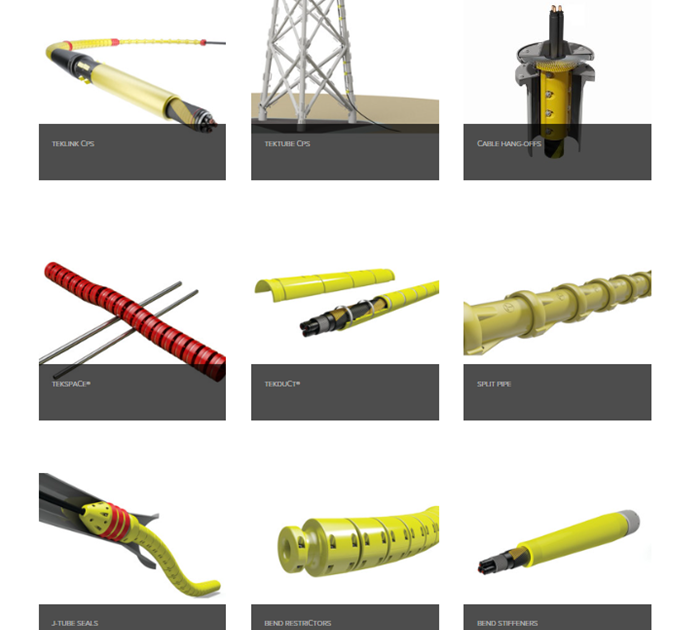 TEKLINK CPS
TEKTUBE CPS
CABLE HANG-OFFS
TEKSPACE®
TEKDUCT®
SPLIT PIPE
J-TUBE SEALS
BEND RESTRICTORS
BEND STIFFENERS